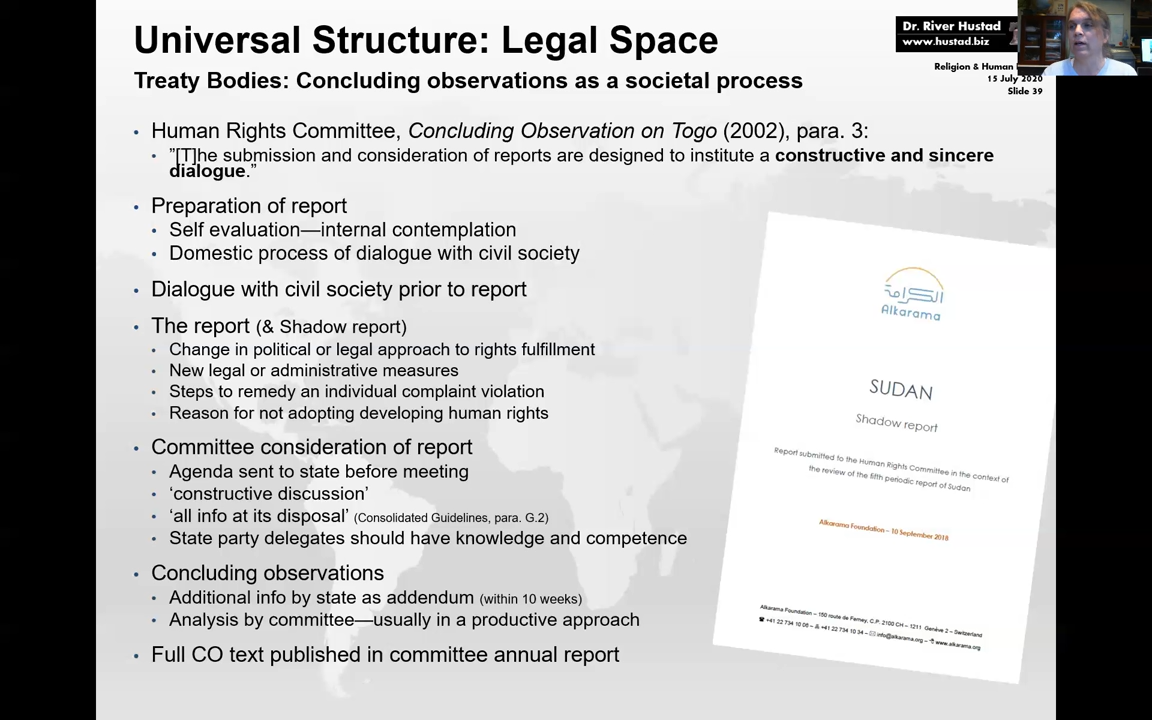 Universal Structure: Legal Space
Dr. River Hustad
www.hustad.biz
Treaty Bodies: Concluding observations as a societal process
Religion & Human
15 July 2020
Slide 39
• Human Rights Committee, Concluding Observation on Togo (2002), para. 3:
• ”[T]he submission and consideration of reports are designed to institute a constructive and sincere
dialogue.”
• Preparation of report
• Self evaluation—internal contemplation
• Domestic process of dialogue with civil society
• Dialogue with civil society prior to report
• The report (& Shadow report)
• Change in political or legal approach to rights fulfillment
• New legal or administrative measures
• Steps to remedy an individual complaint violation
• Reason for not adopting developing human rights
• Committee consideration of report
• Agenda sent to state before meeting
• ‘constructive discussion’
• ‘all info at its disposal’ (Consolidated Guidelines, para. G.2)
• State party delegates should have knowledge and competence
• Concluding observations
• Additional info by state as addendum (within 10 weeks)
• Analysis by committee—usually in a productive approach
• Full CO text published in committee annual report
الكرامة
Alkarama
SUDAN
Shadow report
Report submitted to the Human Rights Committee in the context of
the review of the fifth periodic report of Sudan
Alkarama Foundation – 10 September 2018
Alkarama Foundation – 150 route de Ferney, C.P. 2100 CH – 1211 Genève 2 – Switzerland
+41 22 734 10 06 – +41 22 734 10 34 – info@alkarama.org – www.alkarama.org